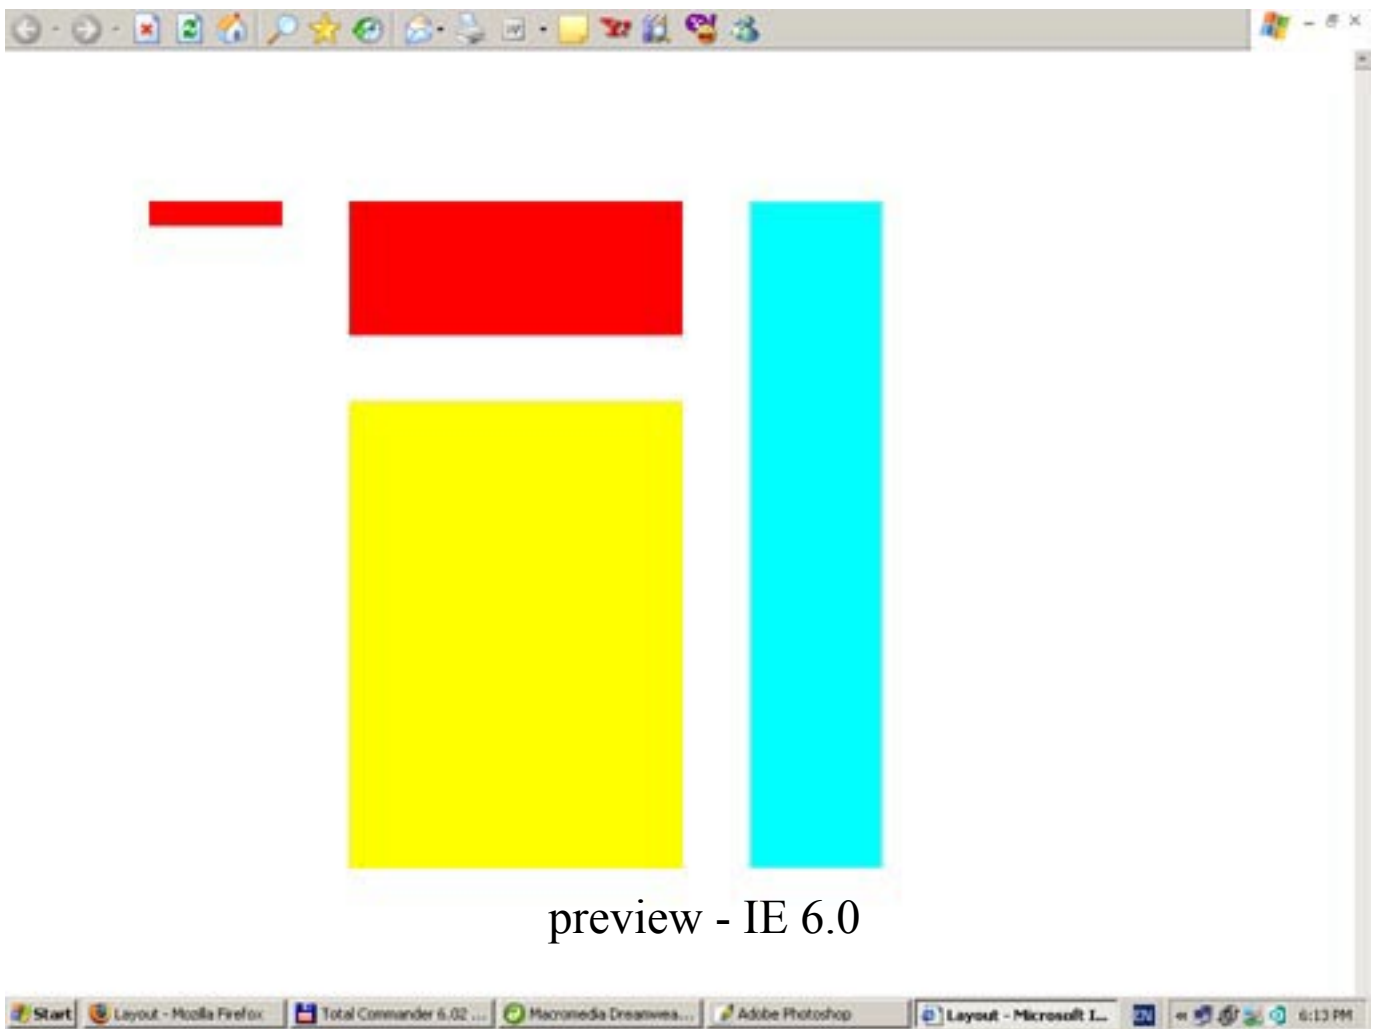 preview - IE 6.0
Start
Layout - Mozilla Firefox
Total Commander 6.02 ...
Macromedia Dreamwea...
Adobe Photoshop
Layout - Microsoft I...
EN
6:13 PM